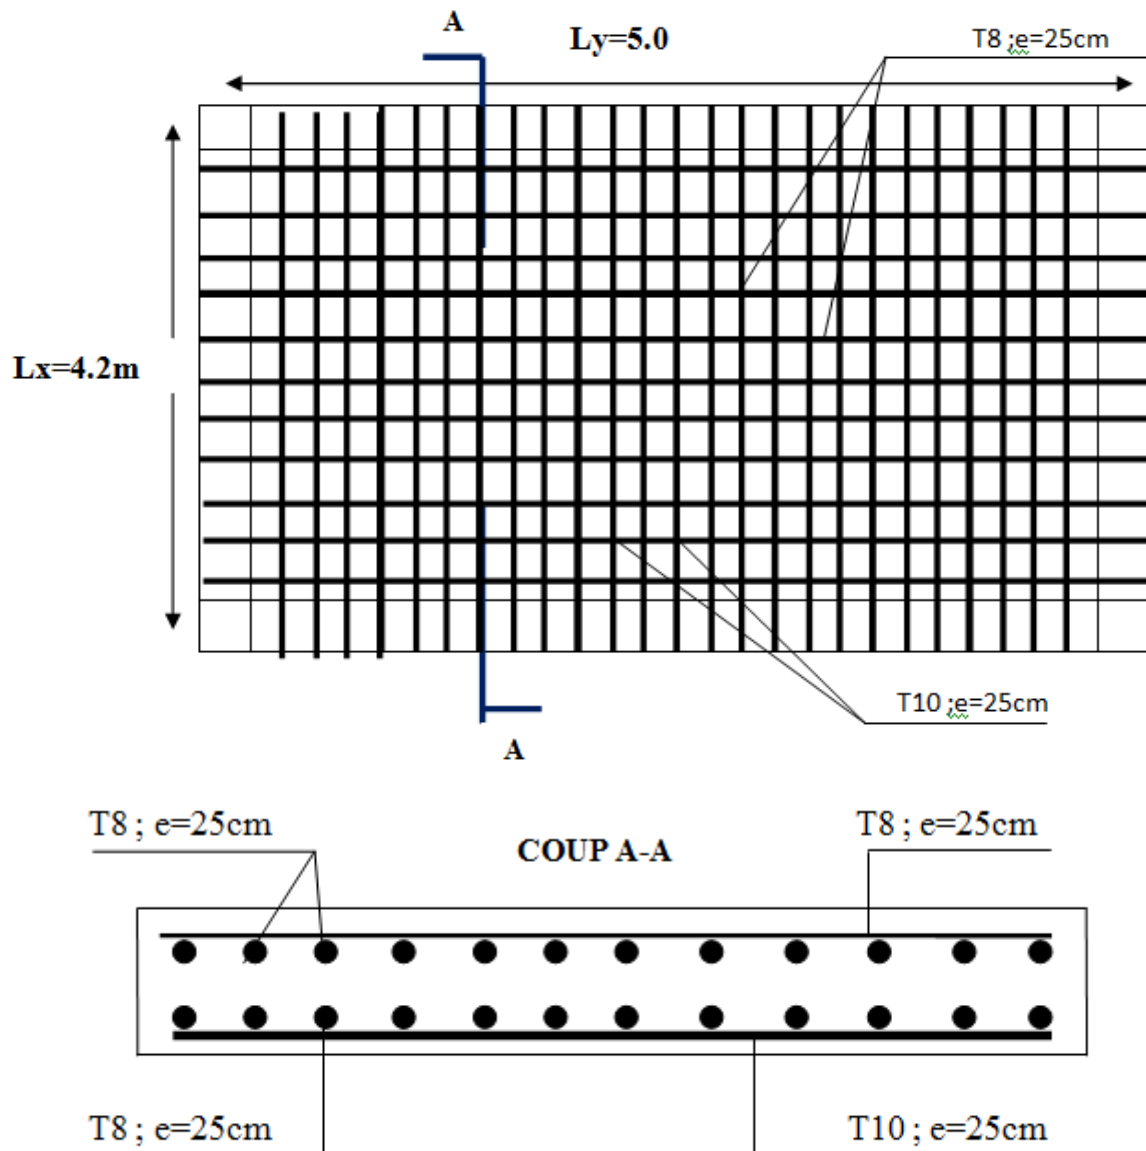 A
Ly=5.0
T8 ;e=25cm
Lx=4.2m
T10 ;e=25cm
A
T8 ; e=25cm
T8 ; e=25cm
COUP A-A
T8 ; e=25cm
T10 ; e=25cm